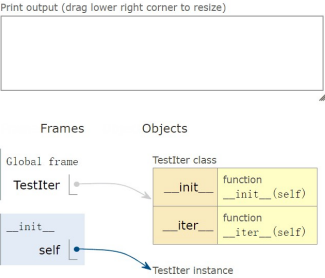 Print output (drag lower right corner to resize)
Frames Objects
Global frame
TestIter
TestIter class
__init__ function
__init__(self)
__iter__ function
__iter__(self)
__init__
self
TestIter instance